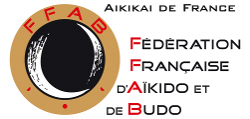 Aikikai de France
FFAB
Fédération
Française
d'Aïkido et
de Budo